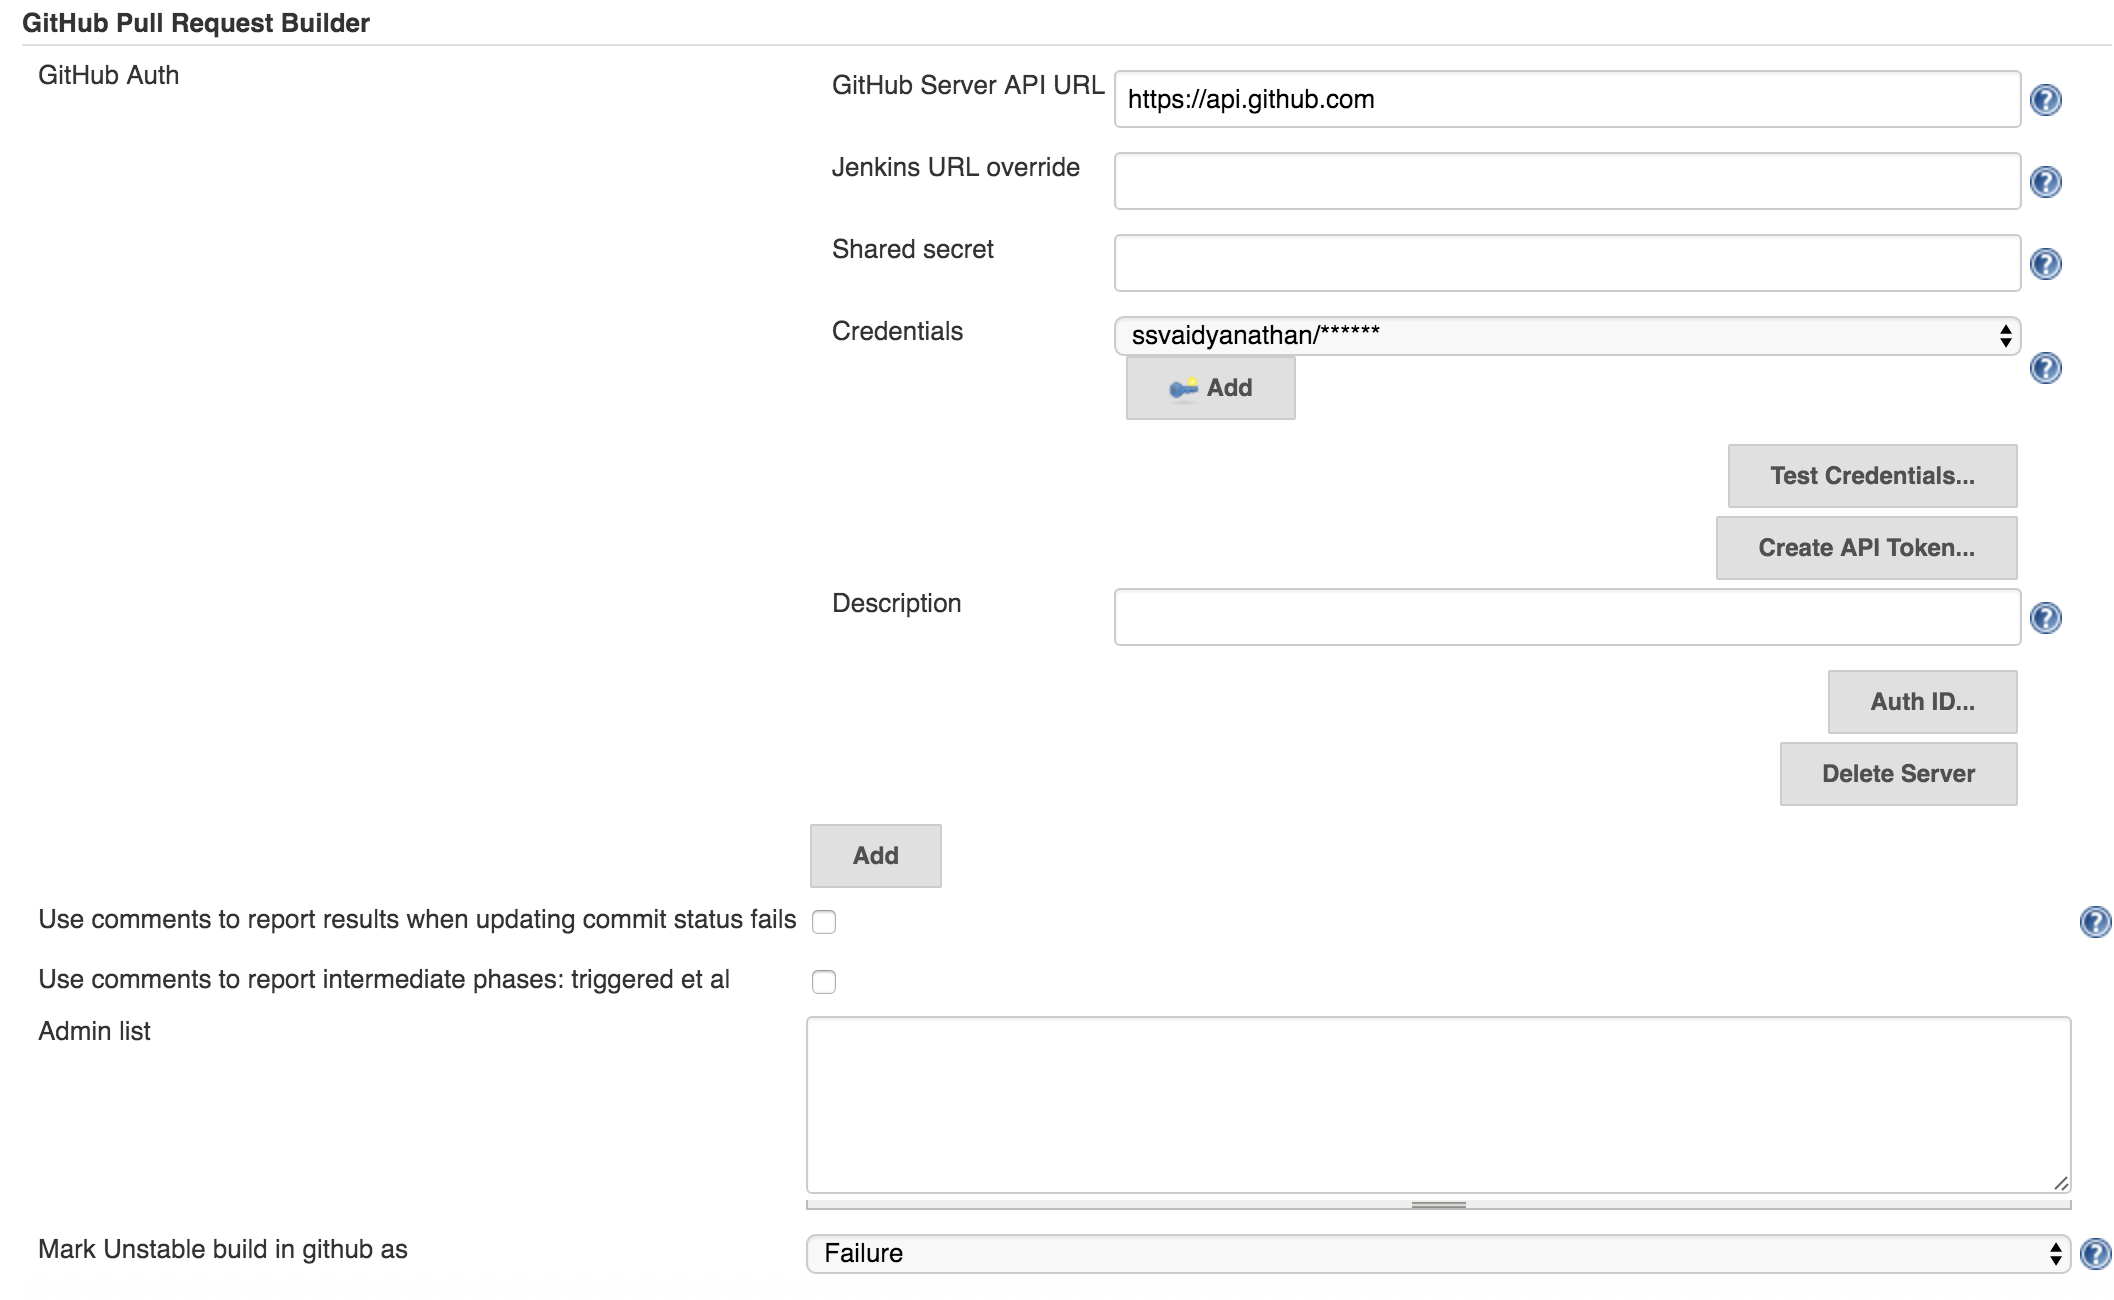 GitHub Pull Request Builder
GitHub Auth
GitHub Server API URL
https://api.github.com
Jenkins URL override
Shared secret
Credentials
ssvaidyanathan/******
Add
Test Credentials...
Create API Token...
Description
Auth ID...
Delete Server
Add
Use comments to report results when updating commit status fails
Use comments to report intermediate phases: triggered et al
Admin list
Mark Unstable build in github as
Failure